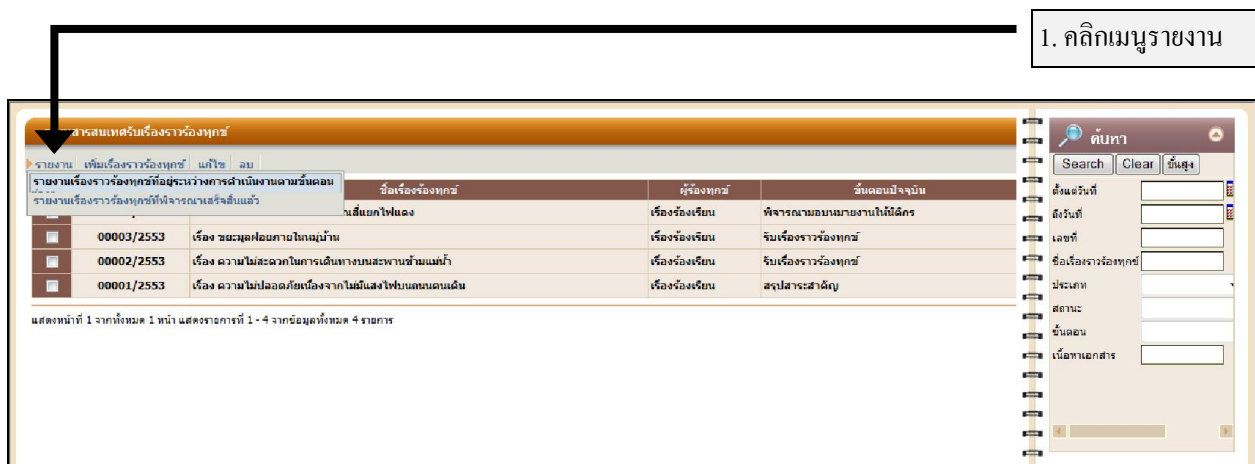 1. คลิกเมนูรายงาน
สารสนเทศรับเรื่องราวร้องทุกข์
รายงาน เพิ่มเรื่องราวร้องทุกข์ แก้ไข ลบ
รายงานเรื่องราวร้องทุกข์ที่อยู่ระหว่างการดำเนินงานตามขั้นตอน
รายงานเรื่องราวร้องทุกข์ที่พิจารณาเสร็จสิ้นแล้ว
ชื่อเรื่องร้องทุกข์ ผู้ร้องทุกข์ ขั้นตอนปัจจุบัน
สี่แยกไฟแดง เรื่องร้องเรียน พิจารณามอบหมายงานให้นิติกร
00003/2553 เรื่อง ขยะมูลฝอยภายในหมู่บ้าน เรื่องร้องเรียน รับเรื่องราวร้องทุกข์
00002/2553 เรื่อง ความไม่สะดวกในการเดินทางบนสะพานข้ามแม่น้ำ เรื่องร้องเรียน รับเรื่องราวร้องทุกข์
00001/2553 เรื่อง ความไม่ปลอดภัยเนื่องจากไม่มีแสงไฟบนถนนคนเดิน เรื่องร้องเรียน สรุปสาระสำคัญ
แสดงหน้าที่ 1 จากทั้งหมด 1 หน้า แสดงรายการที่ 1 - 4 จากข้อมูลทั้งหมด 4 รายการ
ค้นหา
Search Clear ขั้นสูง
ตั้งแต่วันที่
ถึงวันที่
เลขที่
ชื่อเรื่องราวร้องทุกข์
ประเภท
สถานะ
ขั้นตอน
เนื้อหาเอกสาร